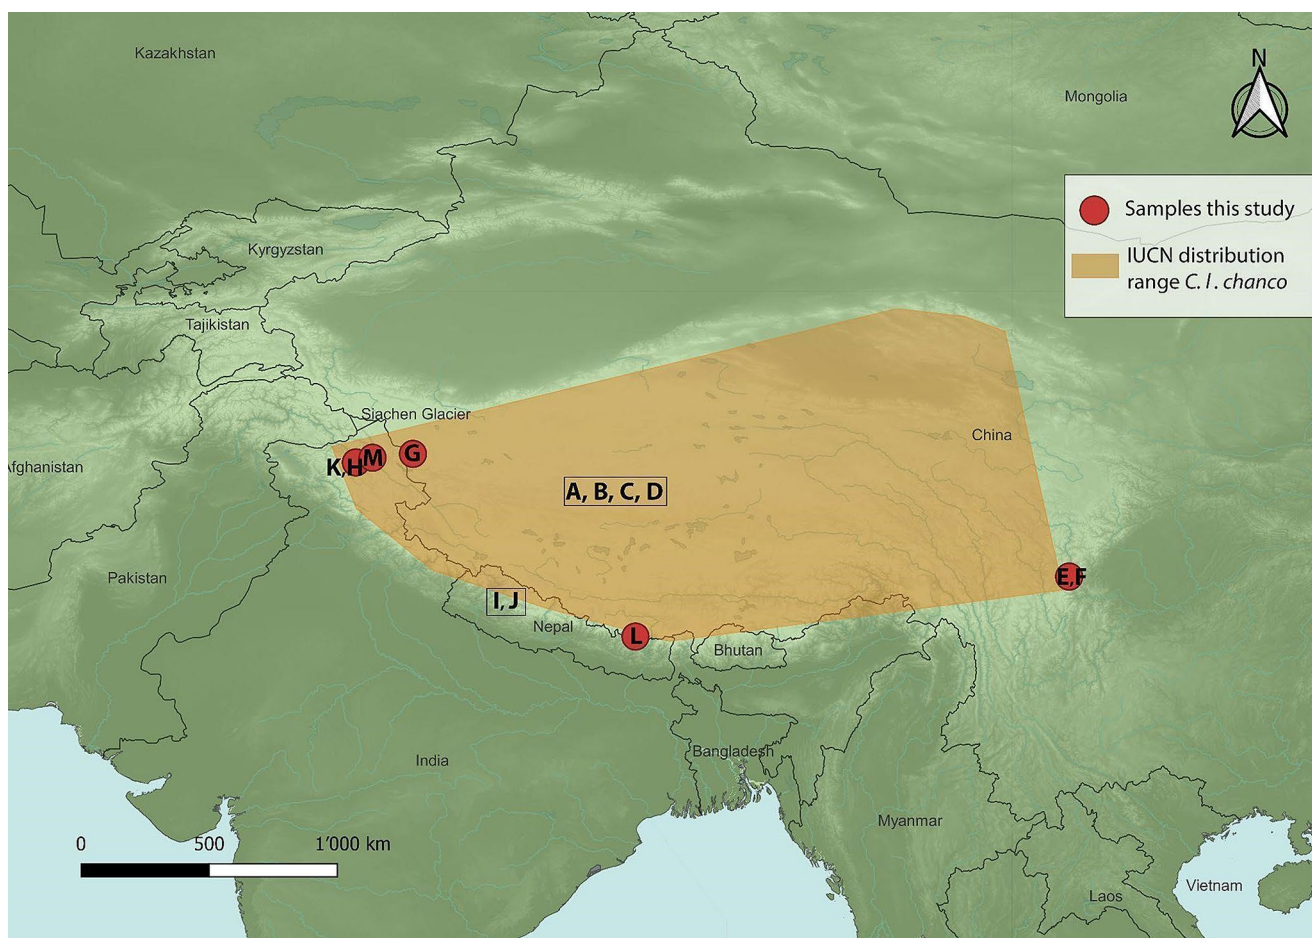 Kazakhstan
N
Mongolia
Samples this study
Kyrgyzstan
IUCN distribution
range C. l. chanco
Tajikistan
Siachen Glacier
China
Afghanistan
K,H
M
G
A, B, C, D
Pakistan
E,F
I, J
Nepal
L
Bhutan
Bangladesh
India
Myanmar
0 500 1'000 km
Vietnam
Laos